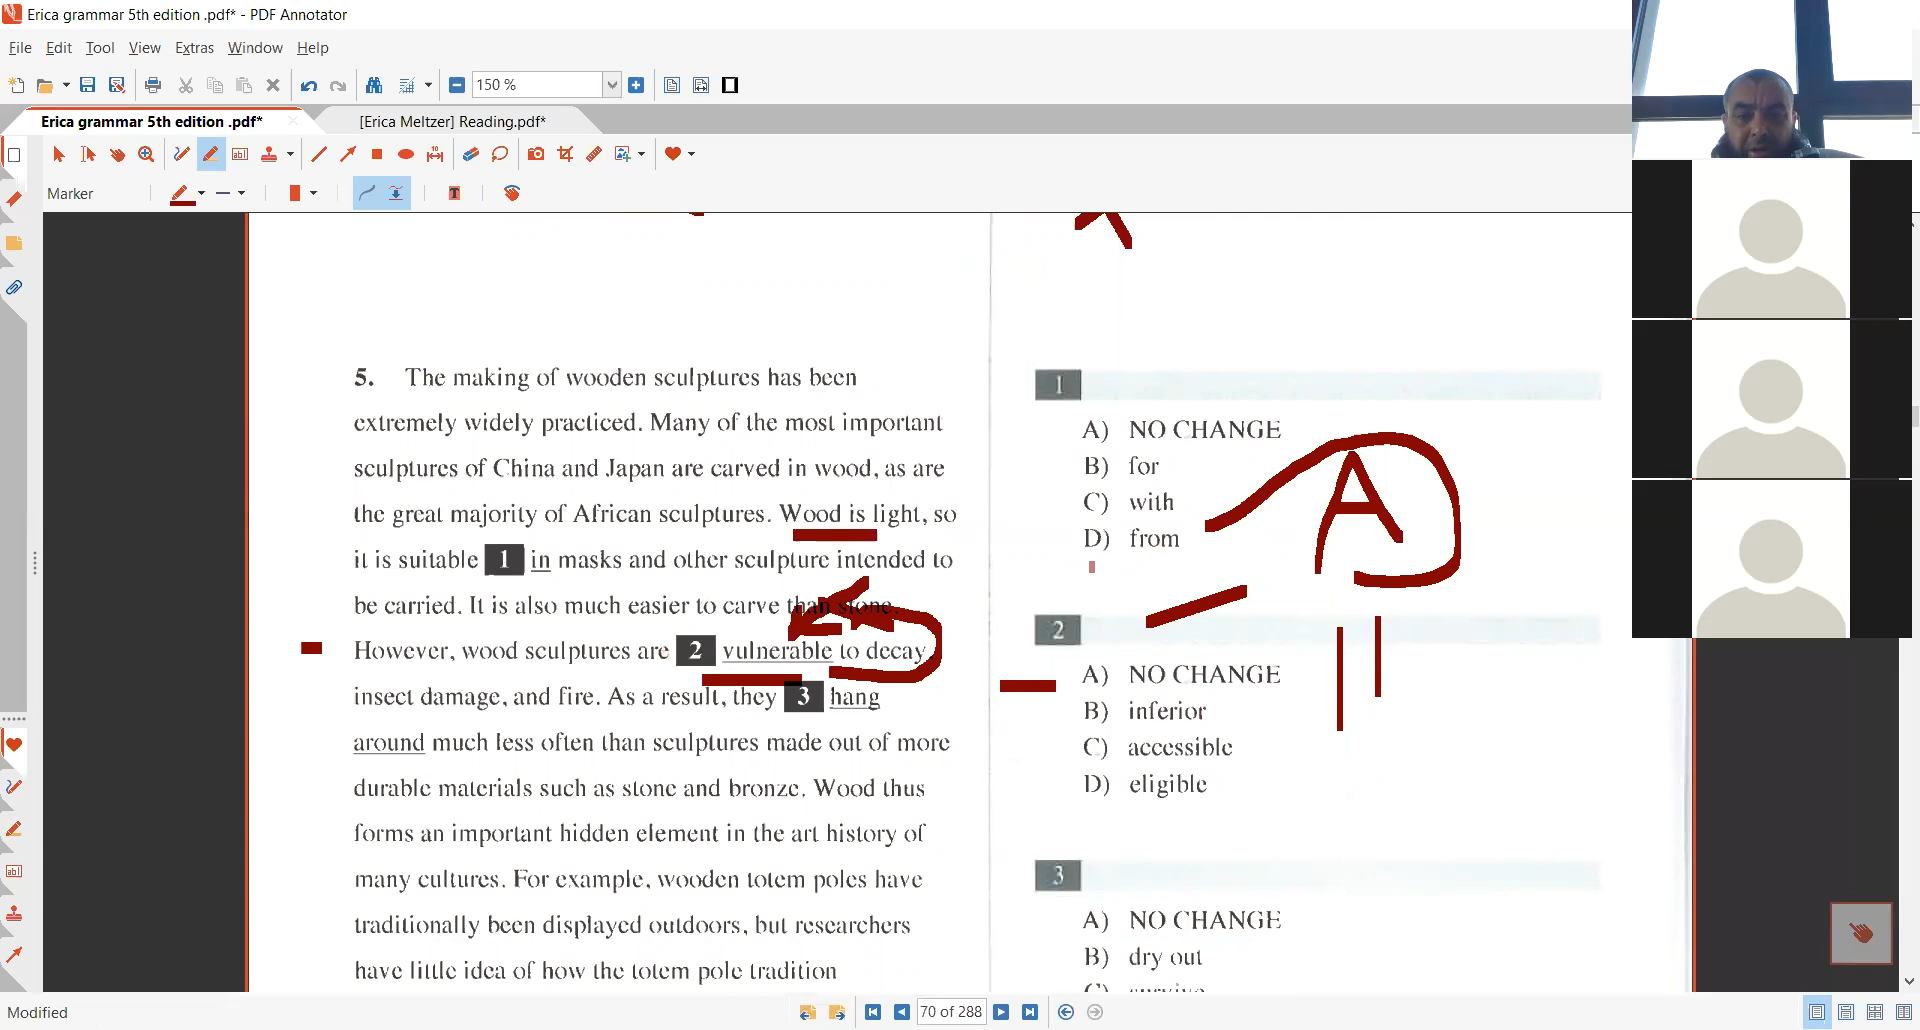 Erica grammar 5th edition .pdf* - PDF Annotator
File Edit Tool View Extras Window Help
150 %
Erica grammar 5th edition .pdf*
[Erica Meltzer] Reading.pdf*
Marker
5. The making of wooden sculptures has been
extremely widely practiced. Many of the most important
sculptures of China and Japan are carved in wood, as are
the great majority of African sculptures. Wood is light, so
it is suitable 1 in masks and other sculpture intended to
be carried. It is also much easier to carve than stone.
However, wood sculptures are 2 vulnerable to decay,
insect damage, and fire. As a result, they 3 hang
around much less often than sculptures made out of more
durable materials such as stone and bronze. Wood thus
forms an important hidden element in the art history of
many cultures. For example, wooden totem poles have
traditionally been displayed outdoors, but researchers
have little idea of how the totem pole tradition
1
A) NO CHANGE
B) for
C) with
D) from
A
2
A) NO CHANGE
B) inferior
C) accessible
D) eligible
3
A) NO CHANGE
B) dry out
C) survive
Modified
70 of 288